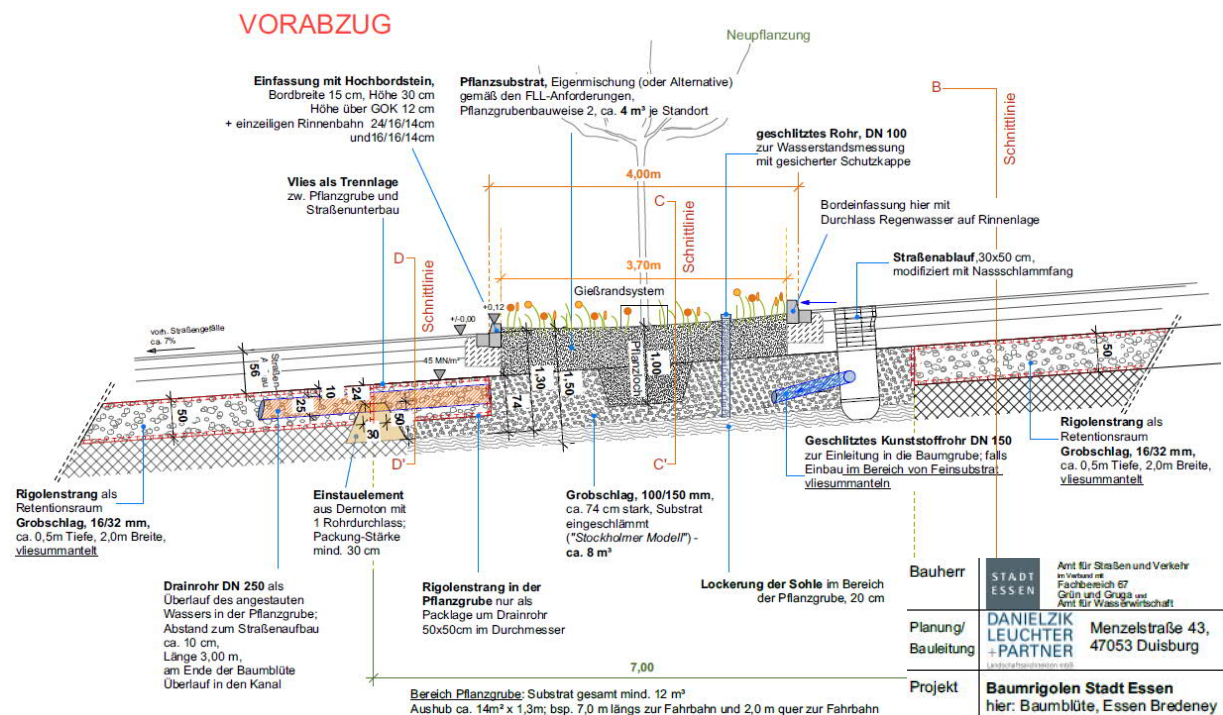 VORABZUG
Neupflanzung
Einfassung mit Hochbordstein,
Bordbreite 15 cm, Höhe 30 cm
Höhe über GOK 12 cm
+ einzeiligen Rinnenbahn 24/16/14cm
und16/16/14cm
Pflanzsubstrat, Eigenmischung (oder Alternative)
gemäß den FLL-Anforderungen,
Pflanzgrubenbauweise 2, ca. 4 m³ je Standort
B
Schnittlinie
geschlitztes Rohr, DN 100
zur Wasserstandsmessung
mit gesicherter Schutzkappe
Vlies als Trennlage
zw. Pflanzgrube und
Straßenunterbau
4,00m
C
Schnittlinie
Bordeinfassung hier mit
Durchlass Regenwasser auf Rinnenlage
D
Schnittlinie
3,70m
Straßenablauf,30x50 cm,
modifiziert mit Nassschlammfang
Gießrandsystem
+0,12
+/-0,00
vorh. Straßengefälle
ca. 7%
56
45 MN/m²
Pflanzloch
1.00
1.30
1.50
74
50
10
25
24
50
30
50
D'
C'
Rigolenstrang als
Retentionsraum
Grobschlag, 16/32 mm,
ca. 0,5m Tiefe, 2,0m Breite,
vliesummantelt
Einstauelement
aus Dernoton mit
1 Rohrdurchlass;
Packung-Stärke
mind. 30 cm
Grobschlag, 100/150 mm,
ca. 74 cm stark, Substrat
eingeschlämmt
("Stockholmer Modell") -
ca. 8 m³
Geschlitztes Kunststoffrohr DN 150
zur Einleitung in die Baumgrube; falls
Einbau im Bereich von Feinsubstrat
vliesummanteln
Rigolenstrang als
Retentionsraum
Grobschlag, 16/32 mm,
ca. 0,5m Tiefe, 2,0m Breite,
vliesummantelt
Drainrohr DN 250 als
Überlauf des angestauten
Wassers in der Pflanzgrube;
Abstand zum Straßenaufbau
ca. 10 cm,
Länge 3,00 m,
am Ende der Baumblüte
Überlauf in den Kanal
Rigolenstrang in der
Pflanzgrube nur als
Packlage um Drainrohr
50x50cm im Durchmesser
Lockerung der Sohle im Bereich
der Pflanzgrube, 20 cm
7,00
Bereich Pflanzgrube: Substrat gesamt mind. 12 m³
Aushub ca. 14m² x 1,3m; bsp. 7,0 m längs zur Fahrbahn und 2,0 m quer zur Fahrbahn
Bauherr
STADT
ESSEN
Amt für Straßen und Verkehr
im Verbund mit
Fachbereich 67
Grün und Gruga und
Amt für Wasserwirtschaft
Planung/
Bauleitung
DANIELZIK
LEUCHTER
+PARTNER
Landschaftsarchitekten mbB
Menzelstraße 43,
47053 Duisburg
Projekt
Baumrigolen Stadt Essen
hier: Baumblüte, Essen Bredeney